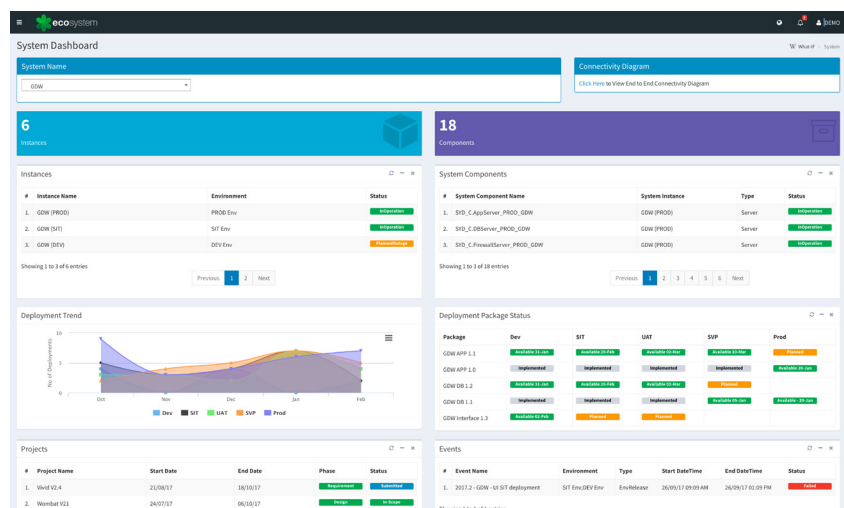 ecosystem
DEMO
System Dashboard
What-If System
System Name
GDW
Connectivity Diagram
Click Here to View End to End Connectivity Diagram
6
Instances
18
Components
Instances
# Instance Name Environment Status
1. GDW (PROD) PROD Env InOperation
2. GDW (SIT) SIT Env InOperation
3. GDW (DEV) DEV Env PlannedOutage
Showing 1 to 3 of 6 entries
Previous 1 2 Next
System Components
# System Component Name System Instance Type Status
1. SYD_C.AppServer_PROD_GDW GDW (PROD) Server InOperation
2. SYD_C.DBServer_PROD_GDW GDW (PROD) Server InOperation
3. SYD_C.FirewallServer_PROD_GDW GDW (PROD) Server InOperation
Showing 1 to 3 of 18 entries
Previous 1 2 3 4 5 6 Next
Deployment Trend
No of Deployments
10
5
0
Oct Nov Dec Jan Feb
Dev SIT UAT SVP Prod
Deployment Package Status
Package Dev SIT UAT SVP Prod
GDW APP 1.1 Available 31-Jan Available 20-Feb Available 02-Mar Available 10-Mar Planned
GDW APP 1.0 Implemented Implemented Implemented Implemented Available 20-Jan
GDW DB 1.2 Available 31-Jan Available 20-Feb Available 02-Mar Planned
GDW DB 1.1 Implemented Implemented Implemented Available 05-Jan Available - 20-Jan
GDW Interface 1.3 Available 02-Feb Planned Planned
Projects
# Project Name Start Date End Date Phase Status
1. Vivid V2.4 21/08/17 18/10/17 Requirement Submitted
2. Wombat V21 24/07/17 06/10/17 Design In-Scope
Events
# Event Name Environment Type Start DateTime End DateTime Status
1. 2017.2 - GDW - UI SIT deployment SIT Env;DEV Env EnvRelease 26/09/17 09:09 AM 26/09/17 01:09 PM Failed